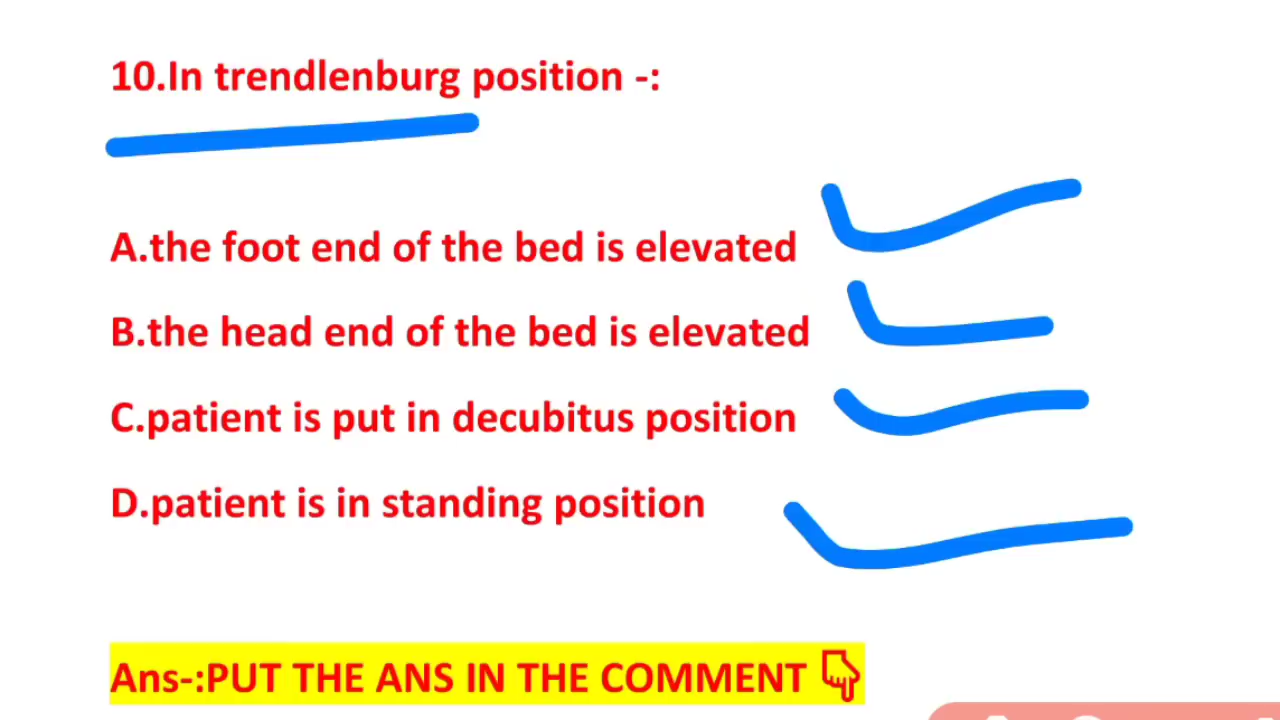 10.In trendlenburg position -:
A.the foot end of the bed is elevated
B.the head end of the bed is elevated
C.patient is put in decubitus position
D.patient is in standing position
Ans-:PUT THE ANS IN THE COMMENT